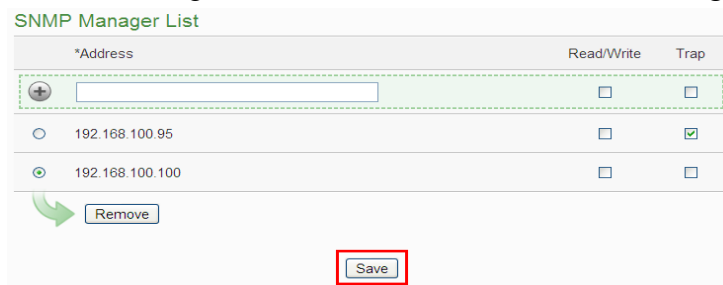 SNMP Manager List
*Address Read/Write Trap
192.168.100.95
192.168.100.100
Remove
Save